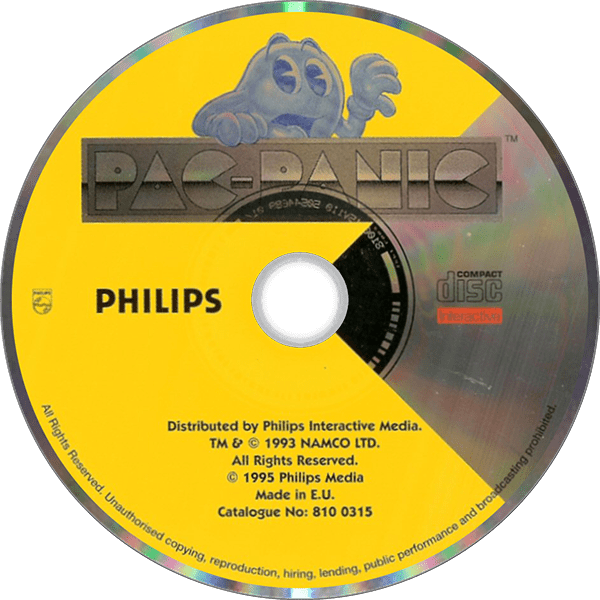 PAC-PANIC
TM
COMPACT
disc
Interactive
PHILIPS
PHILIPS
Distributed by Philips Interactive Media.
TM & © 1993 NAMCO LTD.
All Rights Reserved.
© 1995 Philips Media
Made in E.U.
Catalogue No: 810 0315
All Rights Reserved. Unauthorised copying, reproduction, hiring, lending, public performance and broadcasting prohibited.